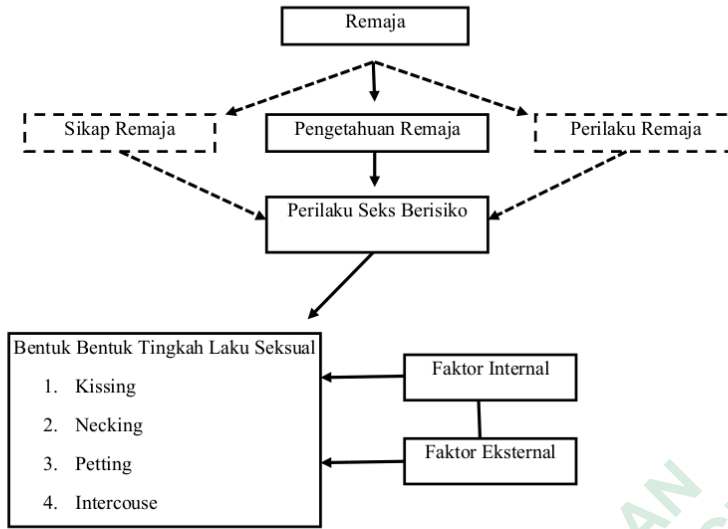 Remaja
Sikap Remaja
Pengetahuan Remaja
Perilaku Remaja
Perilaku Seks Berisiko
Bentuk Bentuk Tingkah Laku Seksual
1. Kissing
2. Necking
3. Petting
4. Intercouse
Faktor Internal
Faktor Eksternal